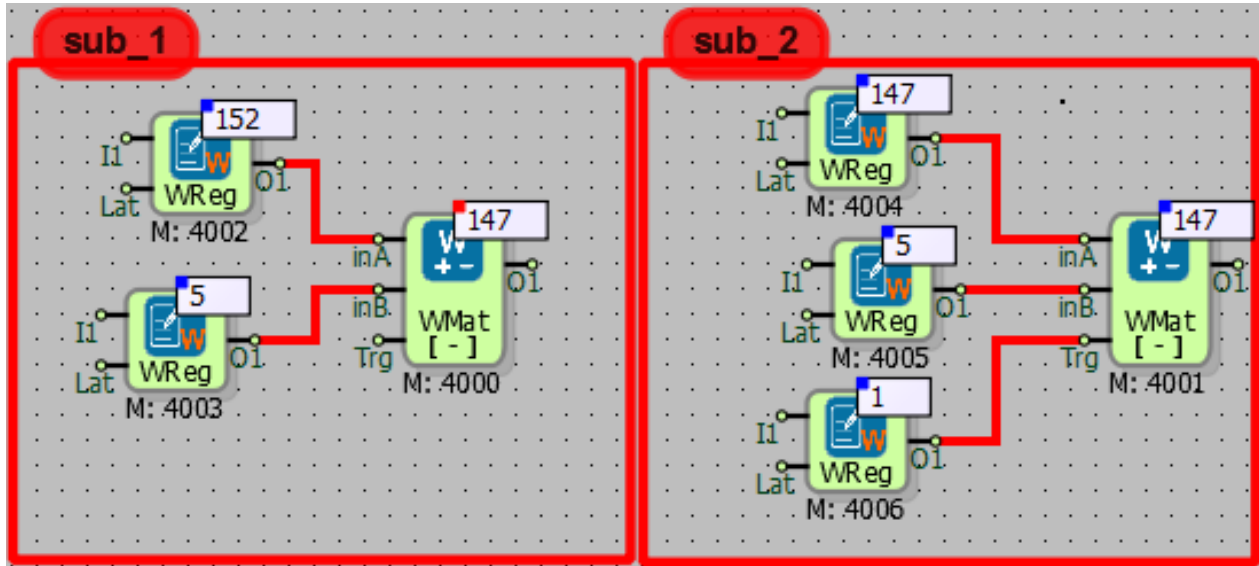 sub_1
152
I1
O1
Lat
WReg
M: 4002
5
I1
O1
Lat
WReg
M: 4003
147
W
+ -
inA
inB
Trg
O1
WMat
[ - ]
M: 4000
sub_2
147
I1
O1
Lat
WReg
M: 4004
5
I1
O1
Lat
WReg
M: 4005
1
I1
O1
Lat
WReg
M: 4006
147
W
+ -
inA
inB
Trg
O1
WMat
[ - ]
M: 4001